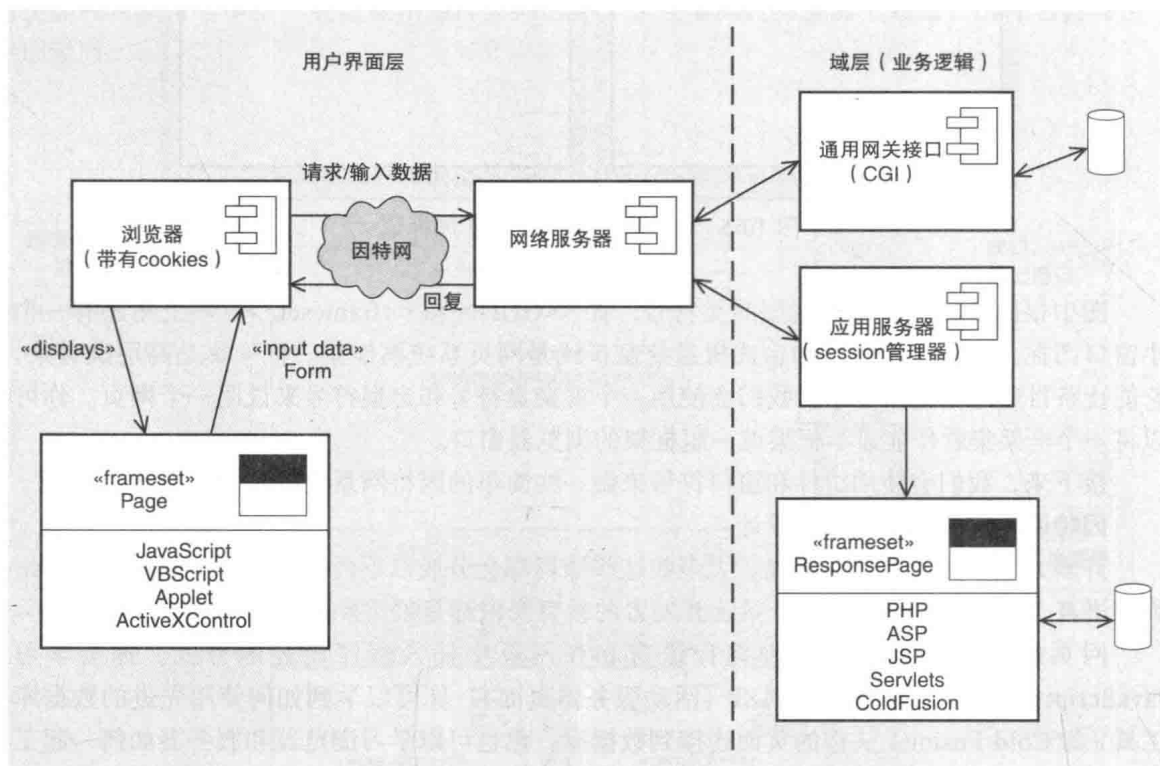 用户界面层
域层（业务逻辑）
通用网关接口
（CGI）
请求/输入数据
浏览器
（带有cookies）
因特网
网络服务器
回复
应用服务器
（session管理器）
«display»
«input data»
Form
«frameset»
Page
JavaScript
VBScript
Applet
ActiveXControl
«frameset»
ResponsePage
PHP
ASP
JSP
Servlets
ColdFusion